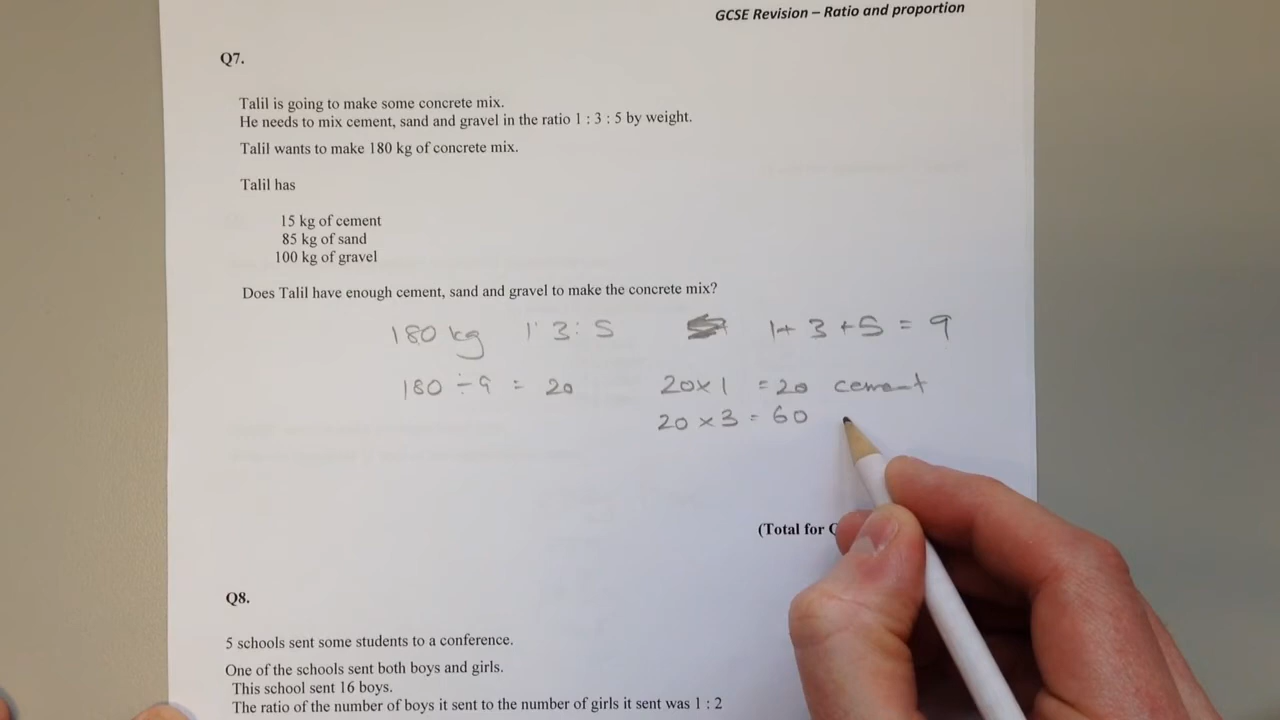 GCSE Revision – Ratio and proportion
Q7.
Talil is going to make some concrete mix.
He needs to mix cement, sand and gravel in the ratio 1 : 3 : 5 by weight.
Talil wants to make 180 kg of concrete mix.
Talil has
15 kg of cement
85 kg of sand
100 kg of gravel
Does Talil have enough cement, sand and gravel to make the concrete mix?
180 kg 1 : 3 : 5 1 + 3 + 5 = 9
180 ÷ 9 = 20 20 × 1 = 20 cement
20 × 3 = 60
(Total for
Q8.
5 schools sent some students to a conference.
One of the schools sent both boys and girls.
This school sent 16 boys.
The ratio of the number of boys it sent to the number of girls it sent was 1 : 2